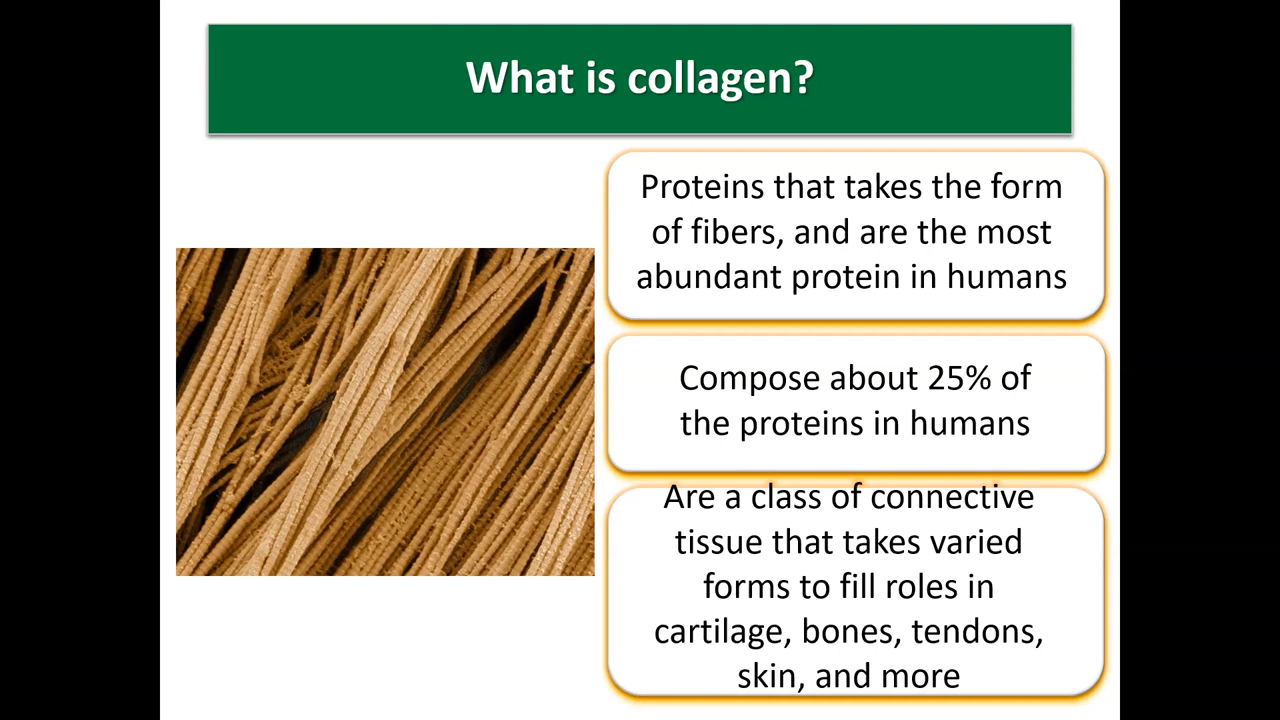 What is collagen?
Proteins that takes the form
of fibers, and are the most
abundant protein in humans
Compose about 25% of
the proteins in humans
Are a class of connective
tissue that takes varied
forms to fill roles in
cartilage, bones, tendons,
skin, and more